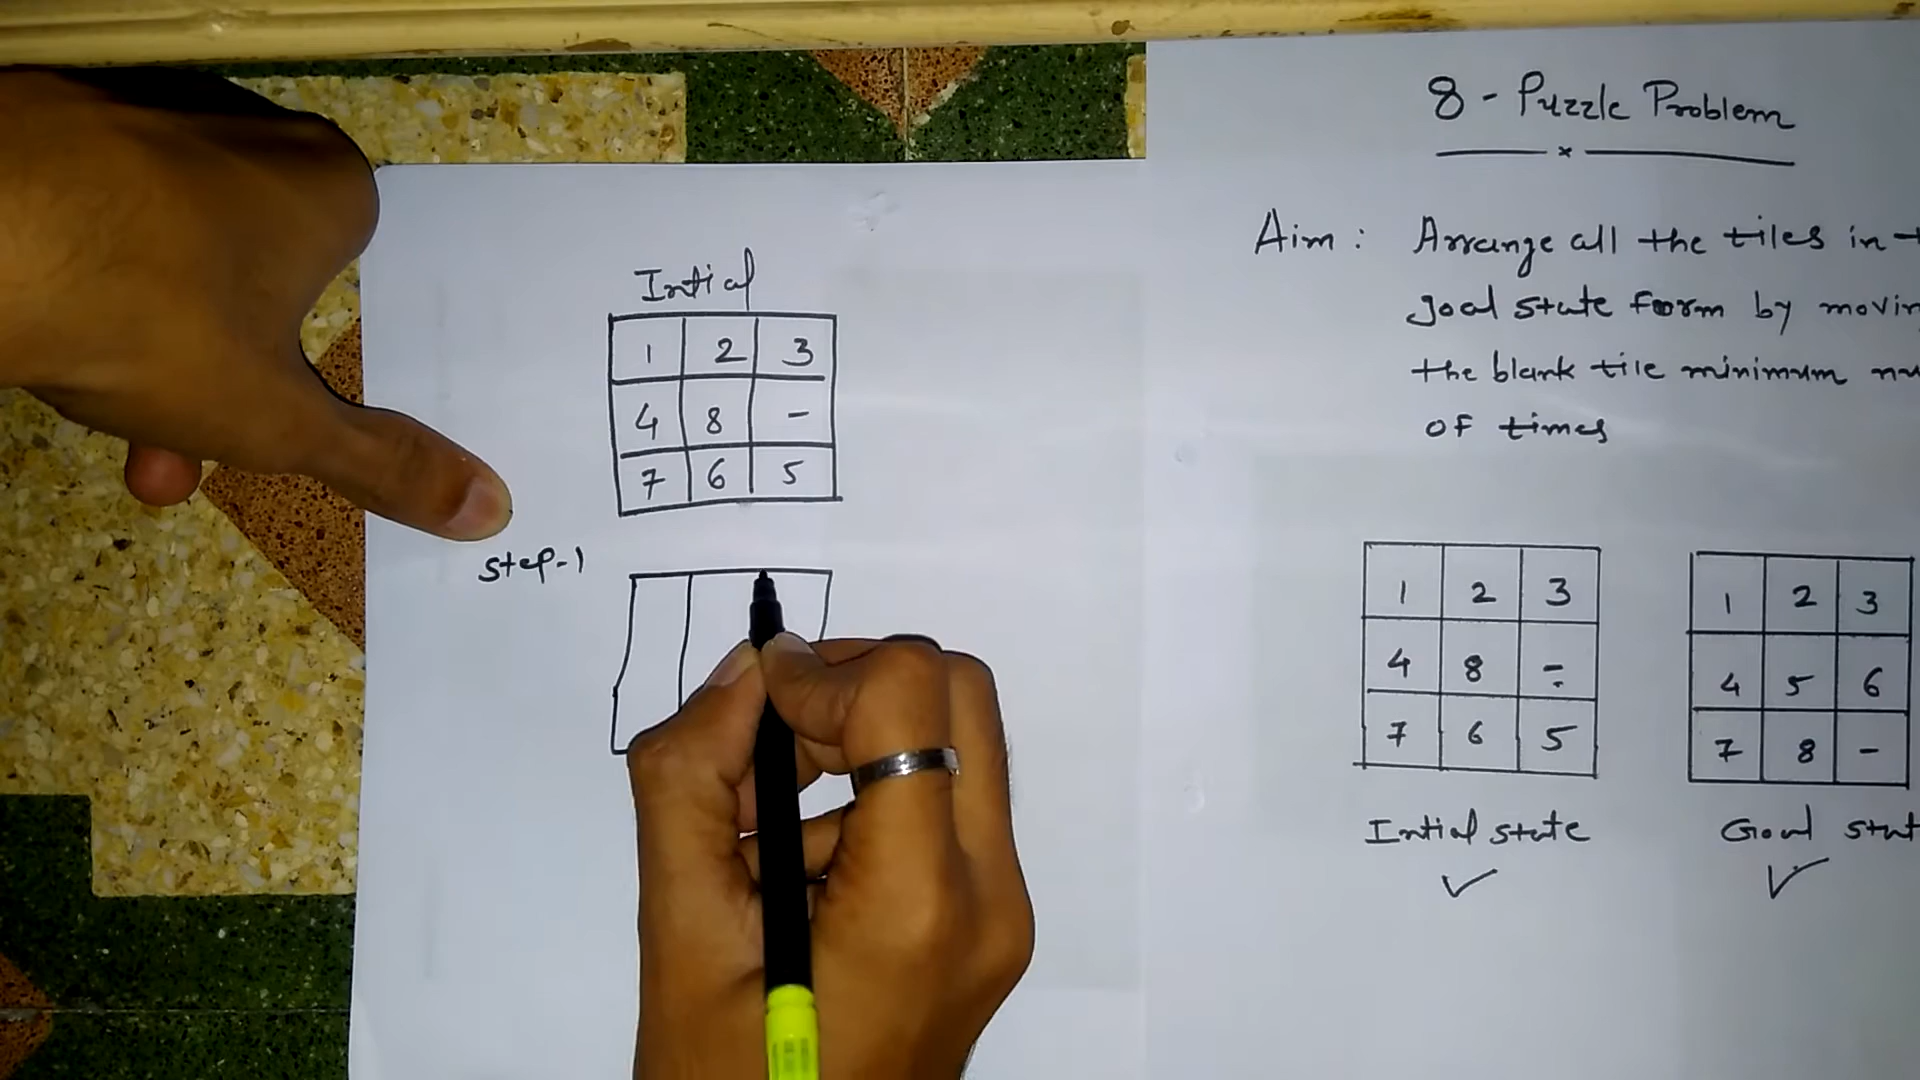 8 - Puzzle Problem
Aim : Arrange all the tiles in
goal state form by
the blank tile minimum
of times
Intial
1 2 3
4 8 -
7 6 5
step-1
1 2 3
4 8 -
7 6 5
Intial state
1 2 3
4 5 6
7 8 -
Goal